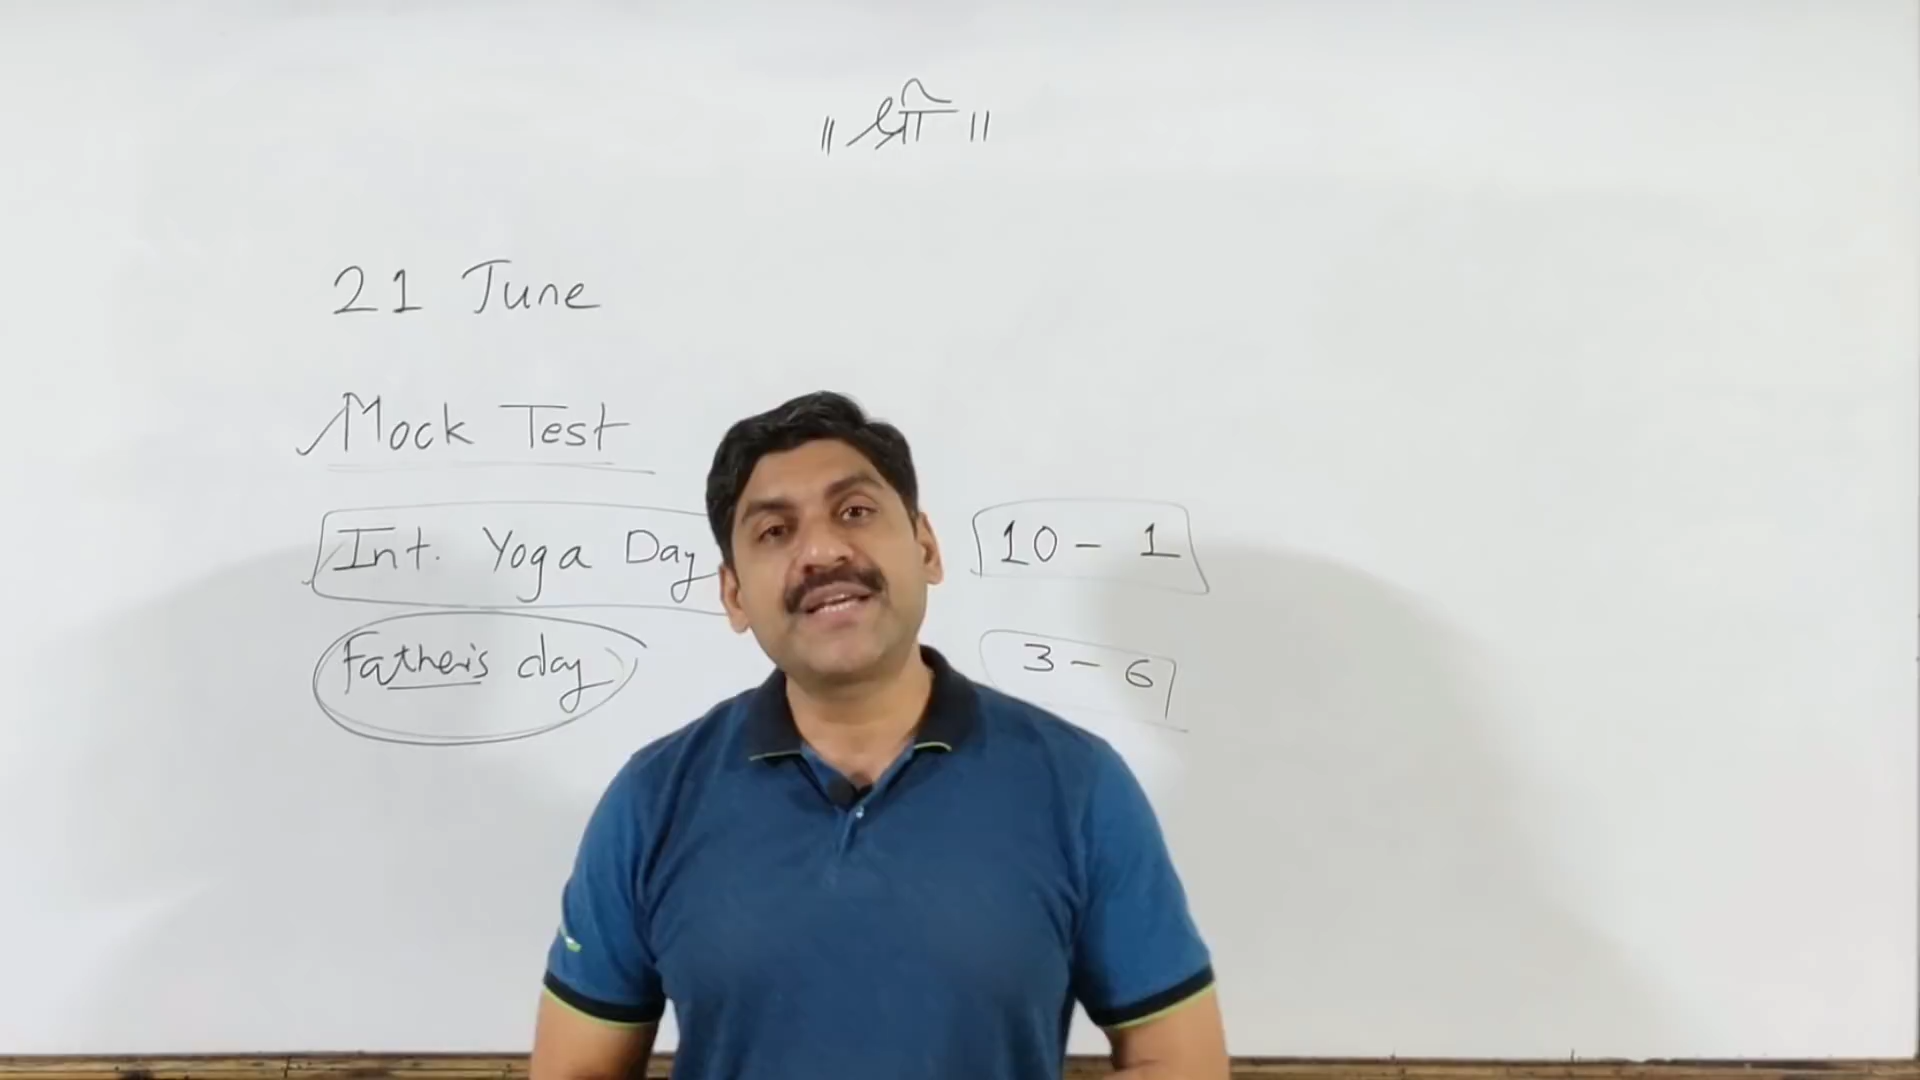 ॥ श्री ॥
21 June
Mock Test
Int. Yoga Day 10 - 1
Father's day 3 - 6